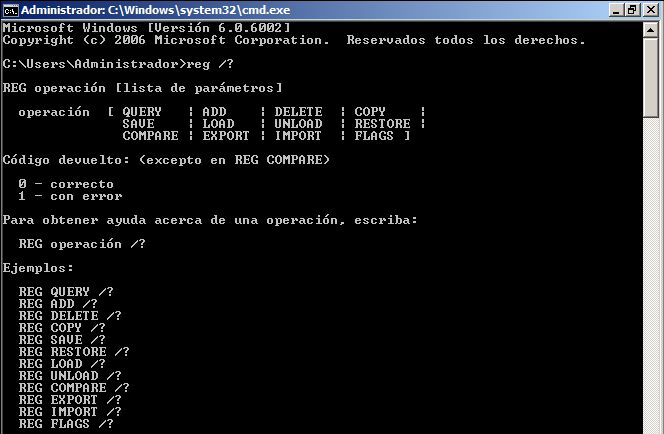 Administrador: C:\Windows\system32\cmd.exe
Microsoft Windows [Versión 6.0.6002]
Copyright (c) 2006 Microsoft Corporation.  Reservados todos los derechos.
C:\Users\Administrador>reg /?
REG operación [lista de parámetros]
  operación  [ QUERY   | ADD    | DELETE  | COPY    |
               SAVE    | LOAD   | UNLOAD  | RESTORE |
               COMPARE | EXPORT | IMPORT  | FLAGS ]
Código devuelto: (excepto en REG COMPARE)
  0 - correcto
  1 - con error
Para obtener ayuda acerca de una operación, escriba:
  REG operación /?
Ejemplos:
  REG QUERY /?
  REG ADD /?
  REG DELETE /?
  REG COPY /?
  REG SAVE /?
  REG RESTORE /?
  REG LOAD /?
  REG UNLOAD /?
  REG COMPARE /?
  REG EXPORT /?
  REG IMPORT /?
  REG FLAGS /?